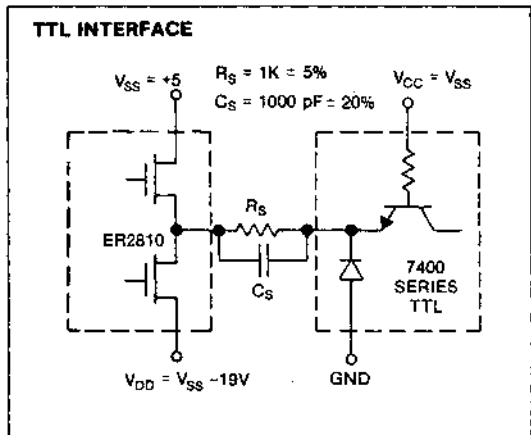 TTL INTERFACE
V_SS = +5
R_S = 1K ± 5%
C_S = 1000 pF ± 20%
V_CC = V_SS
R_S
ER2810
C_S
7400
SERIES
TTL
V_DD = V_SS -19V
GND